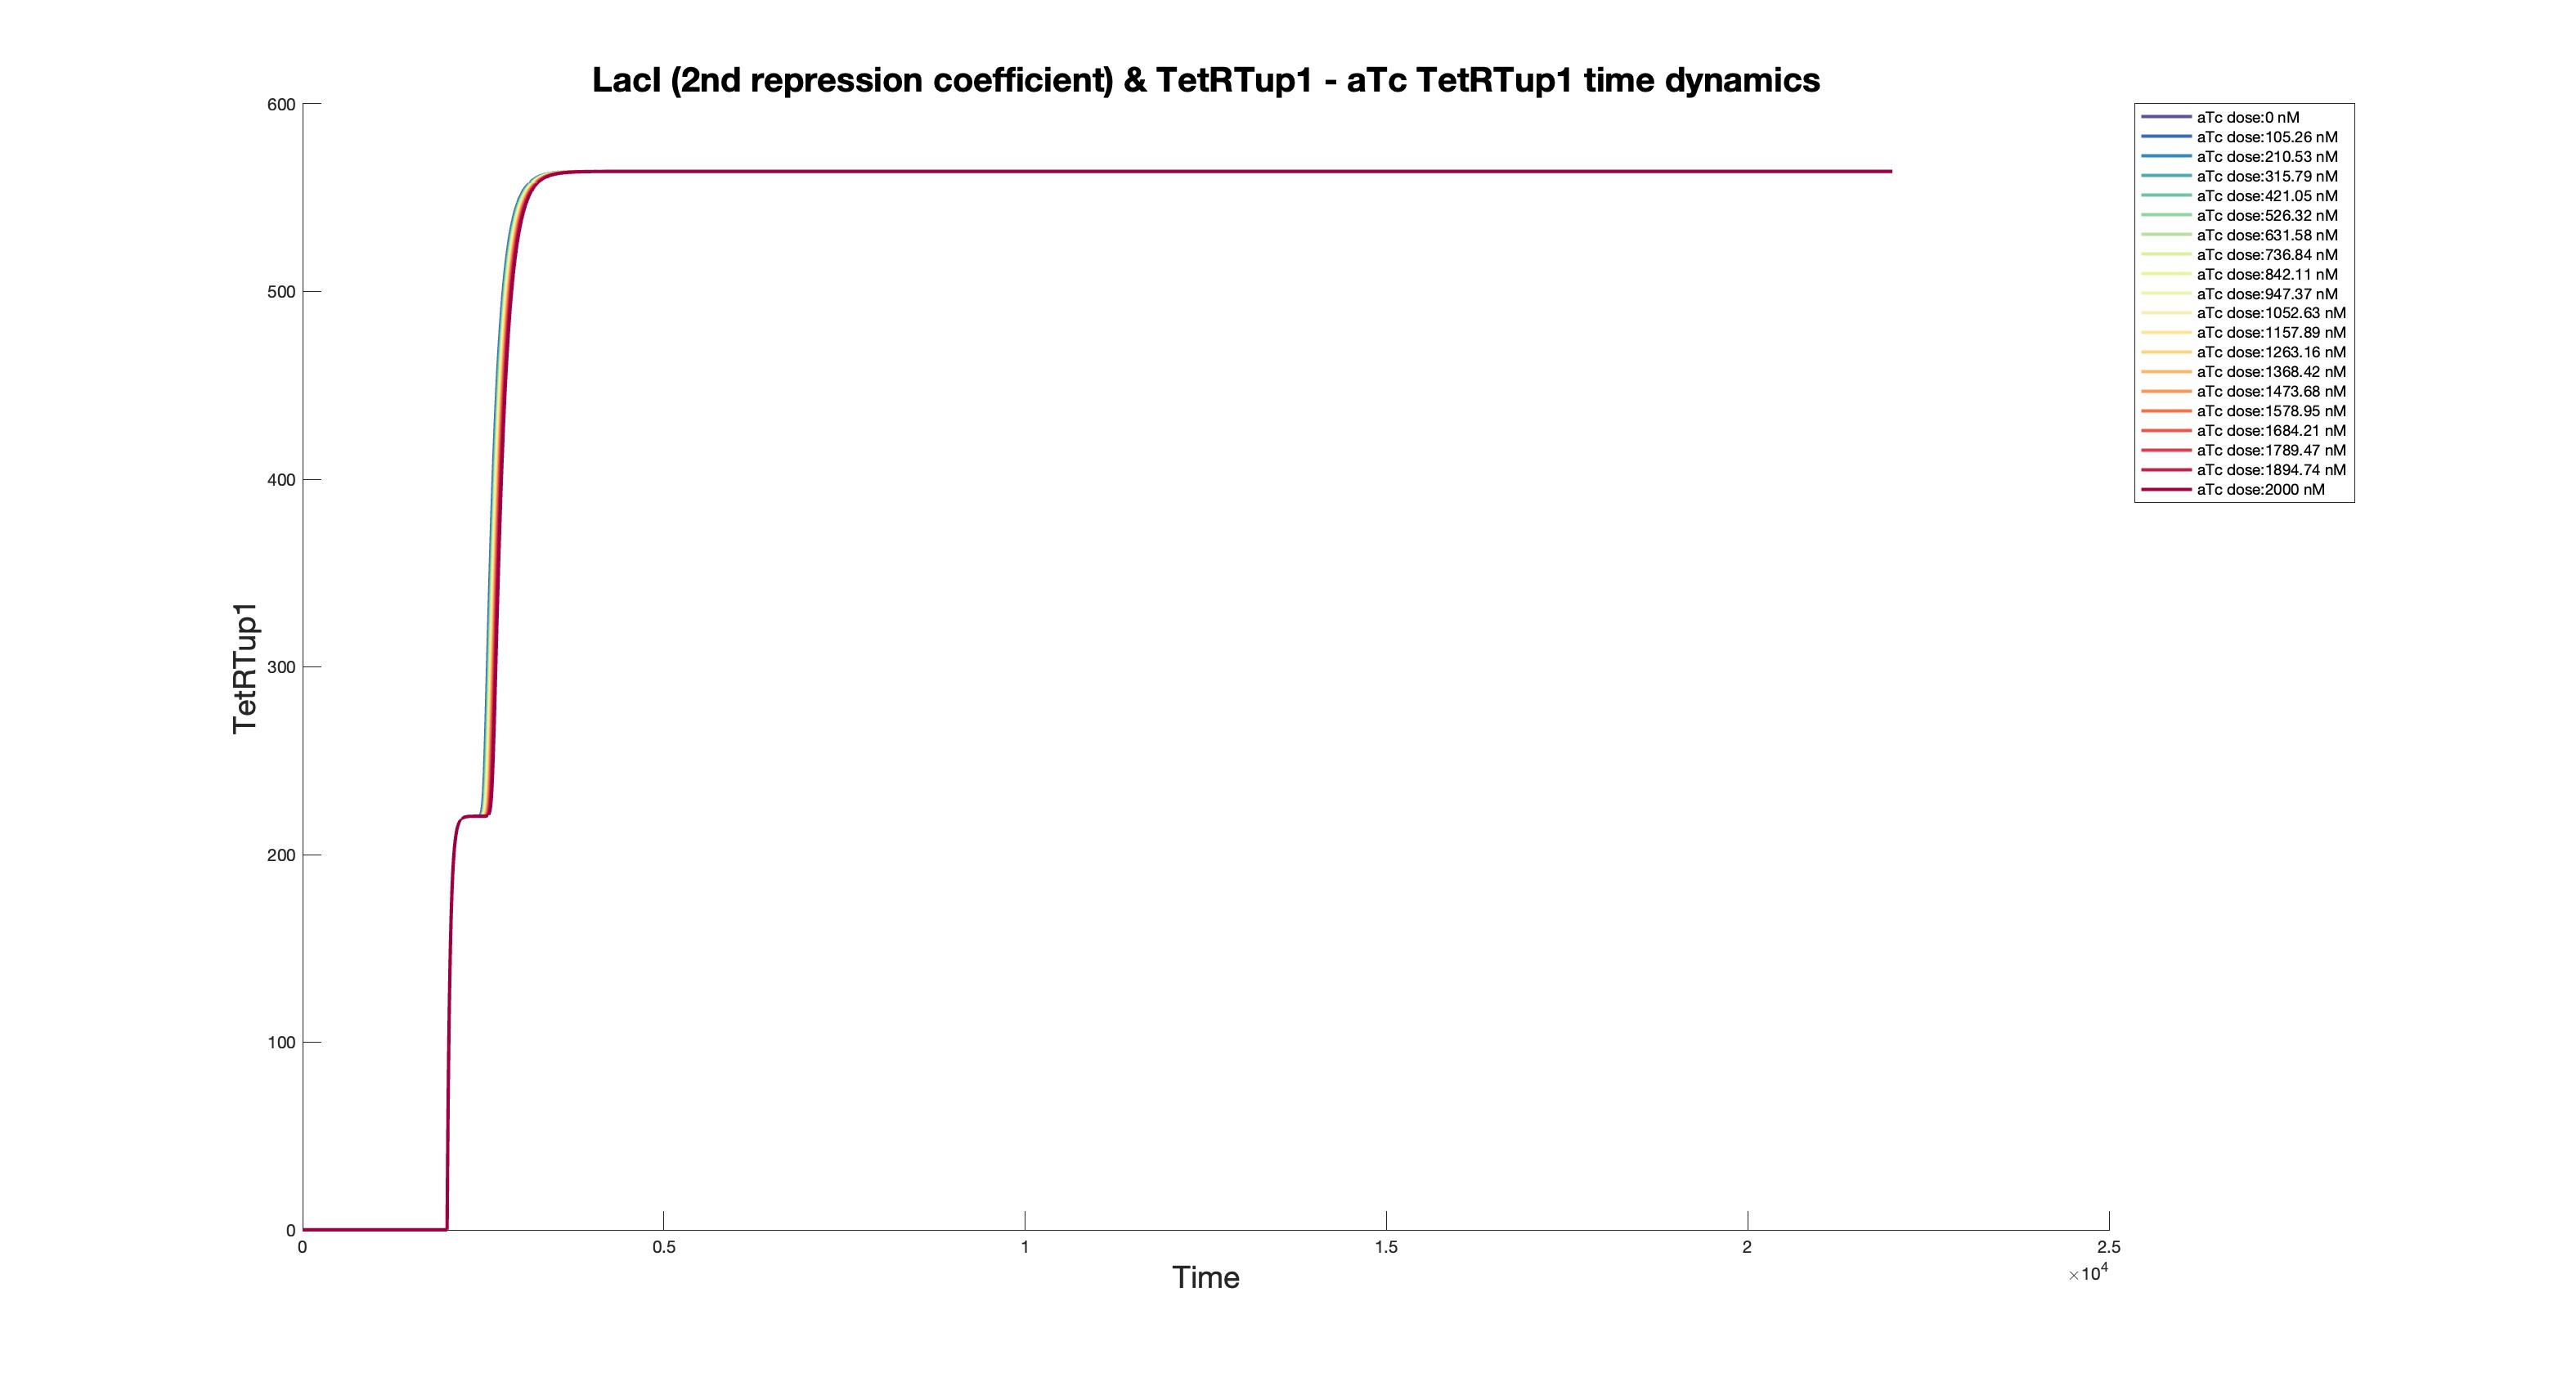 LacI (2nd repression coefficient) & TetRTup1 - aTc TetRTup1 time dynamics
600
500
400
300
200
100
0
TetRTup1
0 0.5 1 1.5 2 2.5
×10^4
Time
aTc dose:0 nM
aTc dose:105.26 nM
aTc dose:210.53 nM
aTc dose:315.79 nM
aTc dose:421.05 nM
aTc dose:526.32 nM
aTc dose:631.58 nM
aTc dose:736.84 nM
aTc dose:842.11 nM
aTc dose:947.37 nM
aTc dose:1052.63 nM
aTc dose:1157.89 nM
aTc dose:1263.16 nM
aTc dose:1368.42 nM
aTc dose:1473.68 nM
aTc dose:1578.95 nM
aTc dose:1684.21 nM
aTc dose:1789.47 nM
aTc dose:1894.74 nM
aTc dose:2000 nM